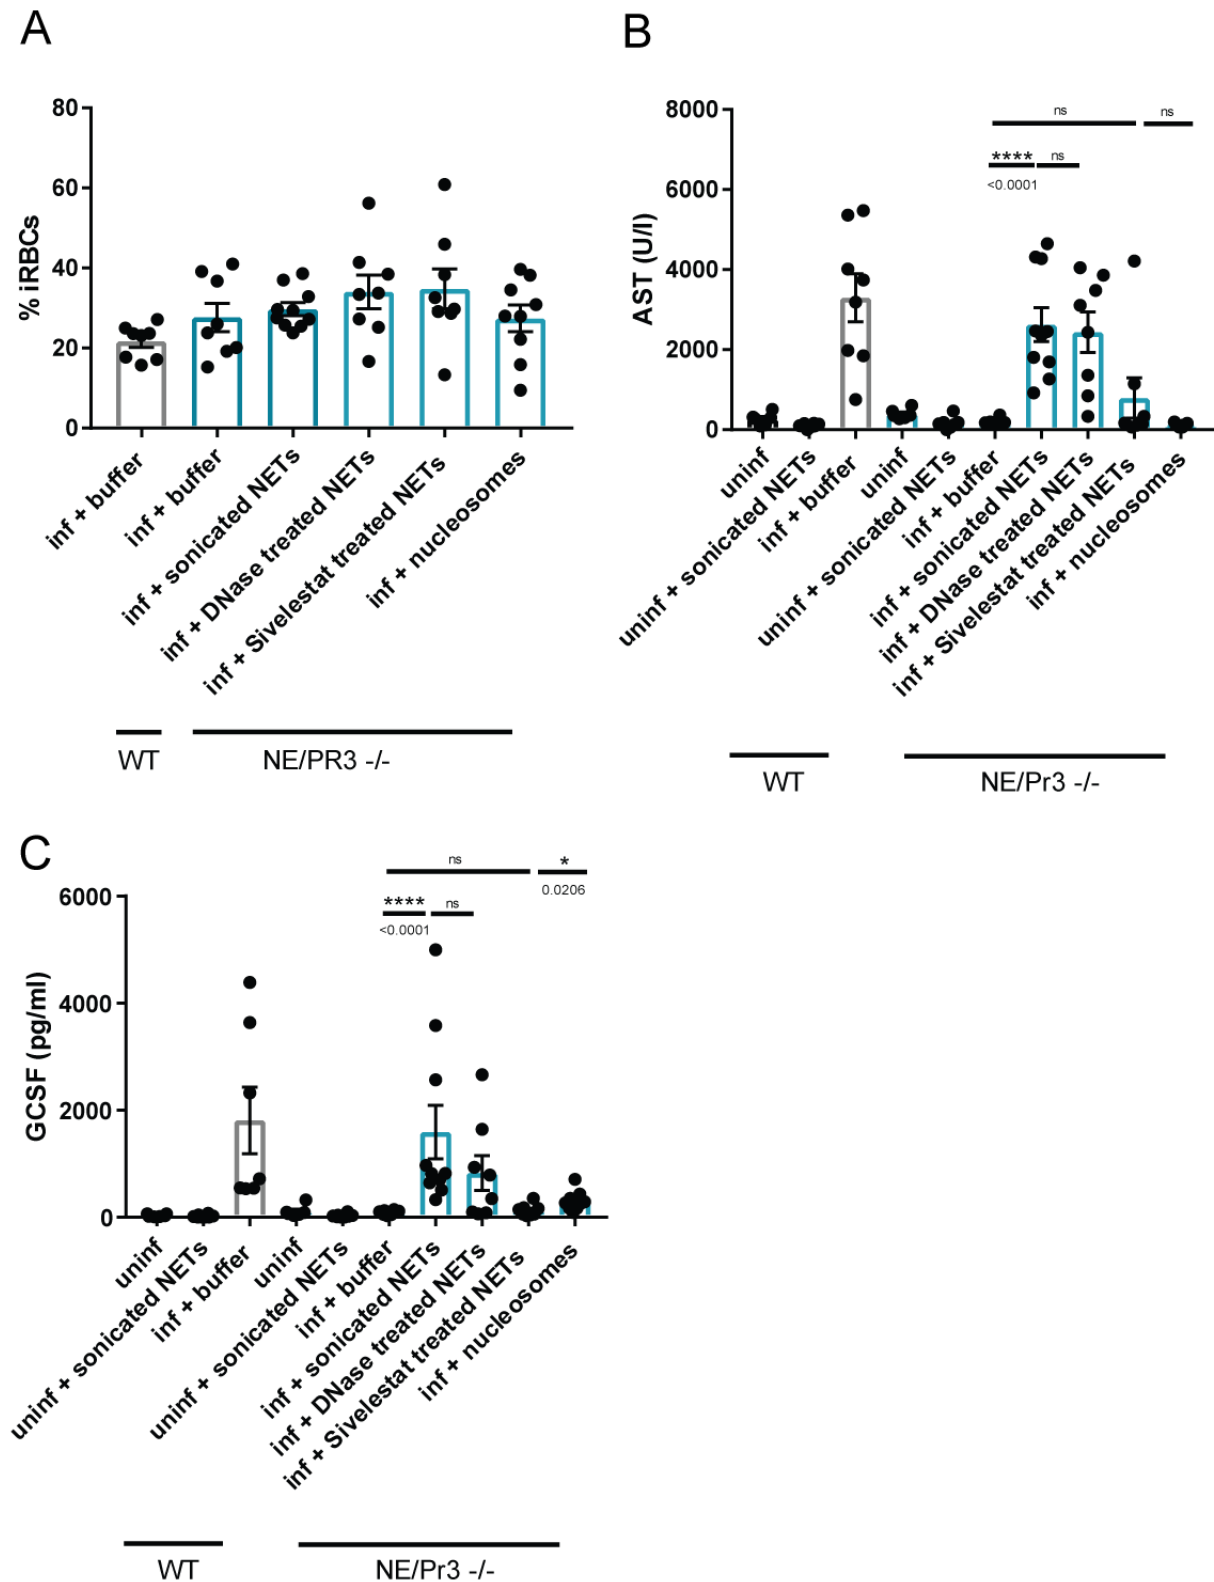 A
% iRBCs
80
60
40
20
0
inf + buffer
inf + buffer
inf + sonicated NETs
inf + DNase treated NETs
inf + Sivelestat treated NETs
inf + nucleosomes
WT
NE/PR3 -/-
B
AST (U/l)
8000
6000
4000
2000
0
ns
ns
****
ns
<0.0001
uninf
uninf + sonicated NETs
inf + buffer
uninf
uninf + sonicated NETs
inf + buffer
inf + sonicated NETs
inf + DNase treated NETs
inf + Sivelestat treated NETs
inf + nucleosomes
WT
NE/Pr3 -/-
C
GCSF (pg/ml)
6000
4000
2000
0
ns
*
0.0206
****
ns
<0.0001
uninf
uninf + sonicated NETs
inf + buffer
uninf
uninf + sonicated NETs
inf + buffer
inf + sonicated NETs
inf + DNase treated NETs
inf + Sivelestat treated NETs
inf + nucleosomes
WT
NE/Pr3 -/-